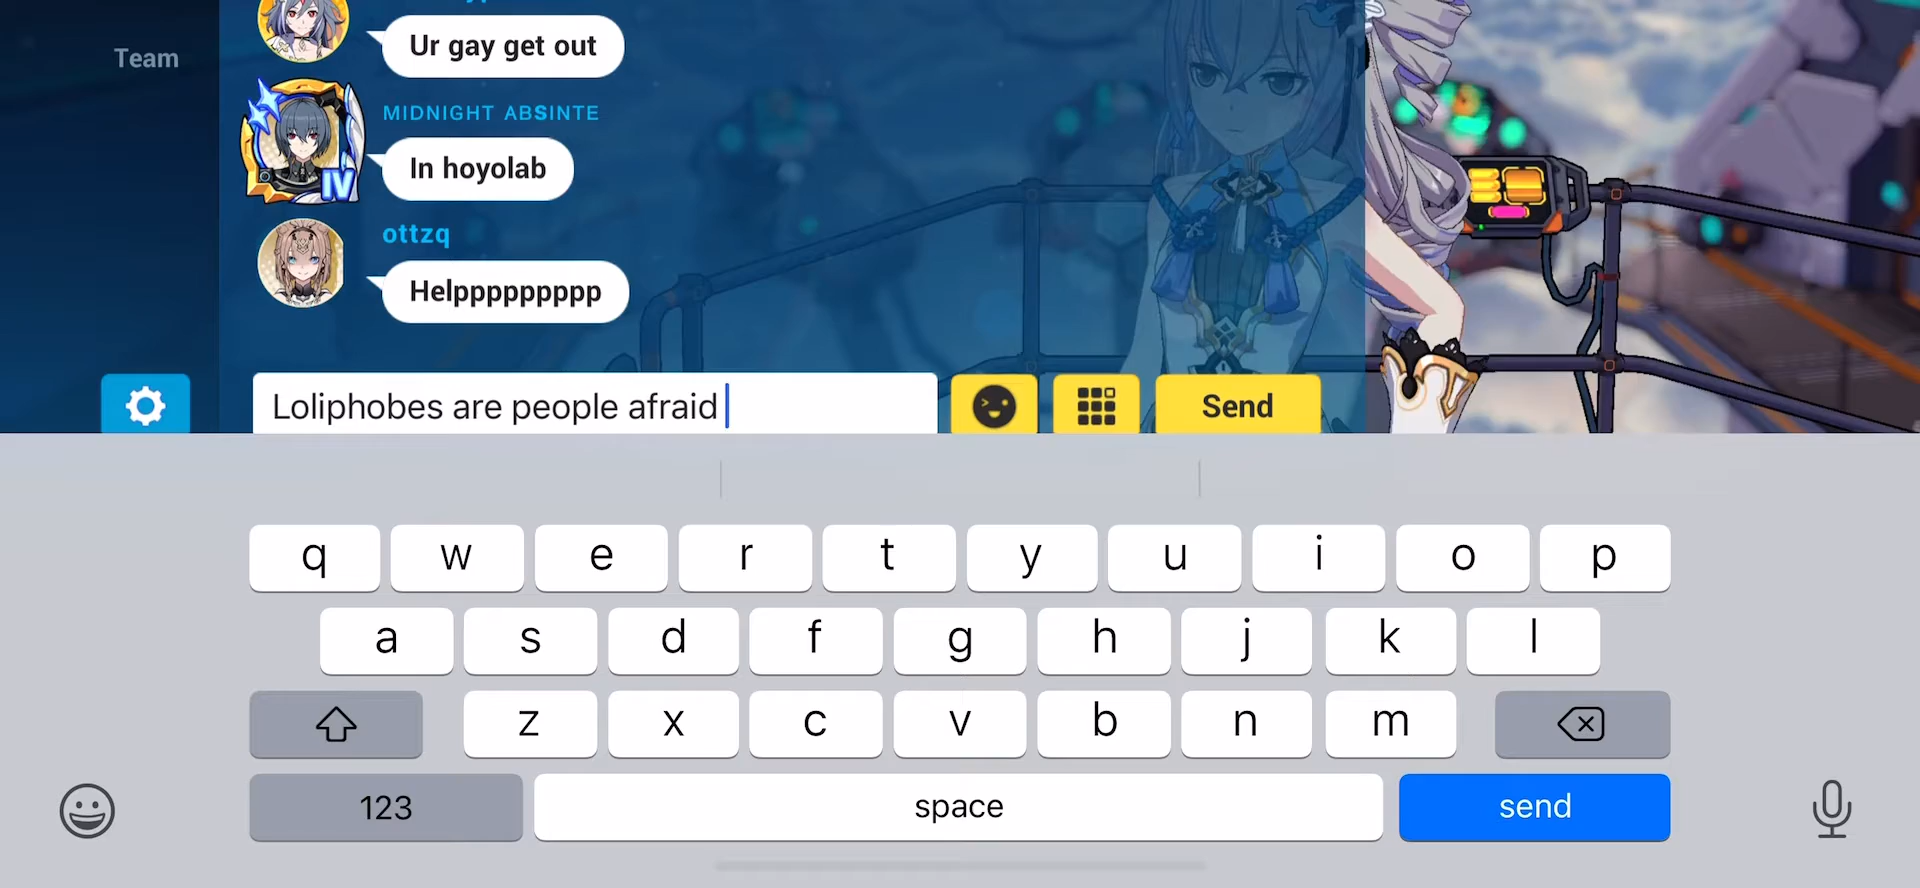 Team
Ur gay get out
MIDNIGHT ABSINTE
In hoyolab
IV
ottzq
Helppppppppp
Loliphobes are people afraid
Send
q w e r t y u i o p
a s d f g h j k l
z x c v b n m
123 space send